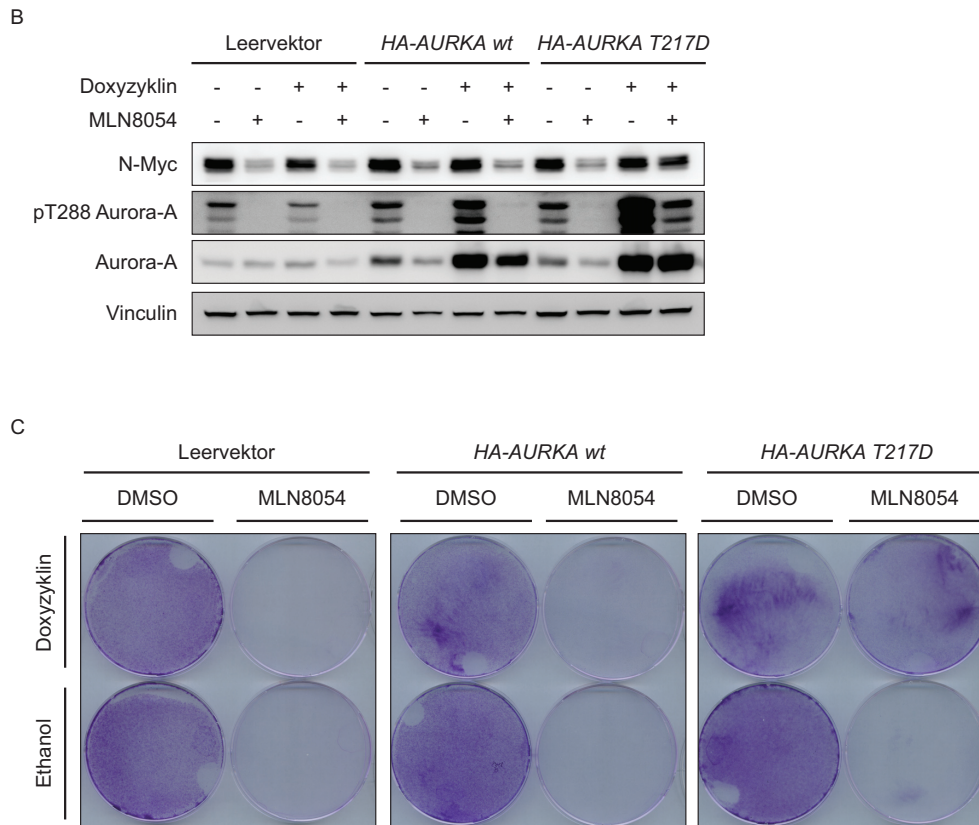 B
Leervektor HA-AURKA wt HA-AURKA T217D
Doxyzyklin - - + + - - + + - - + +
MLN8054 - + - + - + - + - + - +
N-Myc
pT288 Aurora-A
Aurora-A
Vinculin
C
Leervektor HA-AURKA wt HA-AURKA T217D
DMSO MLN8054 DMSO MLN8054 DMSO MLN8054
Doxyzyklin
Ethanol